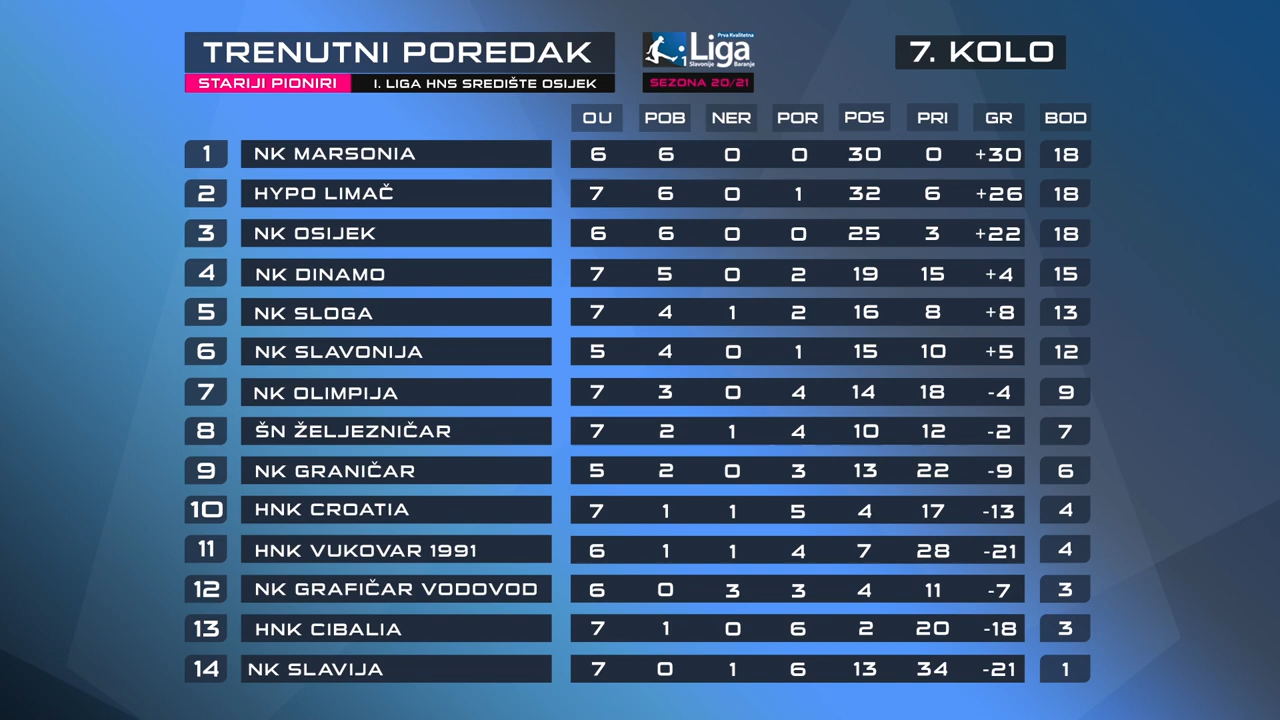 TRENUTNI POREDAK
STARIJI PIONIRI I. LIGA HNS SREDIŠTE OSIJEK
Prva Kvalitetna
1 Liga
Slavonije Baranje
SEZONA 20/21
7. KOLO
OU POB NER POR POS PRI GR BOD
1 NK MARSONIA 6 6 0 0 30 0 +30 18
2 HYPO LIMAČ 7 6 0 1 32 6 +26 18
3 NK OSIJEK 6 6 0 0 25 3 +22 18
4 NK DINAMO 7 5 0 2 19 15 +4 15
5 NK SLOGA 7 4 1 2 16 8 +8 13
6 NK SLAVONIJA 5 4 0 1 15 10 +5 12
7 NK OLIMPIJA 7 3 0 4 14 18 -4 9
8 ŠN ŽELJEZNIČAR 7 2 1 4 10 12 -2 7
9 NK GRANIČAR 5 2 0 3 13 22 -9 6
10 HNK CROATIA 7 1 1 5 4 17 -13 4
11 HNK VUKOVAR 1991 6 1 1 4 7 28 -21 4
12 NK GRAFIČAR VODOVOD 6 0 3 3 4 11 -7 3
13 HNK CIBALIA 7 1 0 6 2 20 -18 3
14 NK SLAVIJA 7 0 1 6 13 34 -21 1